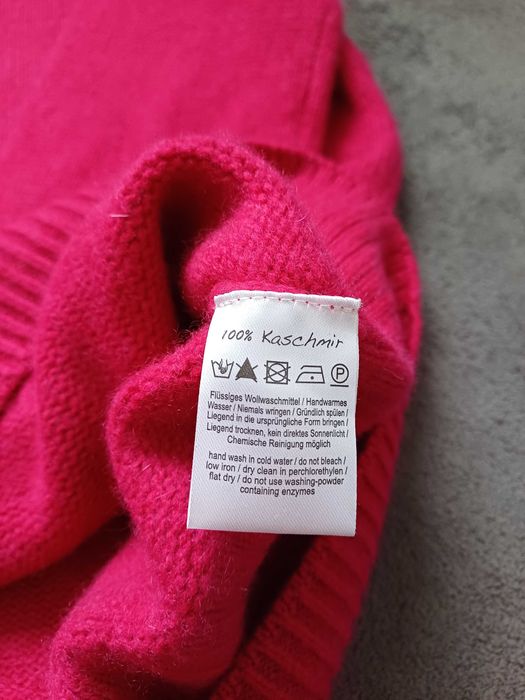 100% Kaschmir
P
Flüssiges Wollwaschmittel / Handwarmes
Wasser / Niemals wringen / Gründlich spülen /
Liegend in die ursprüngliche Form bringen /
Liegend trocknen, kein direktes Sonnenlicht /
Chemische Reinigung möglich
hand wash in cold water / do not bleach /
low iron / dry clean in perchlorethylen /
flat dry / do not use washing-powder
containing enzymes